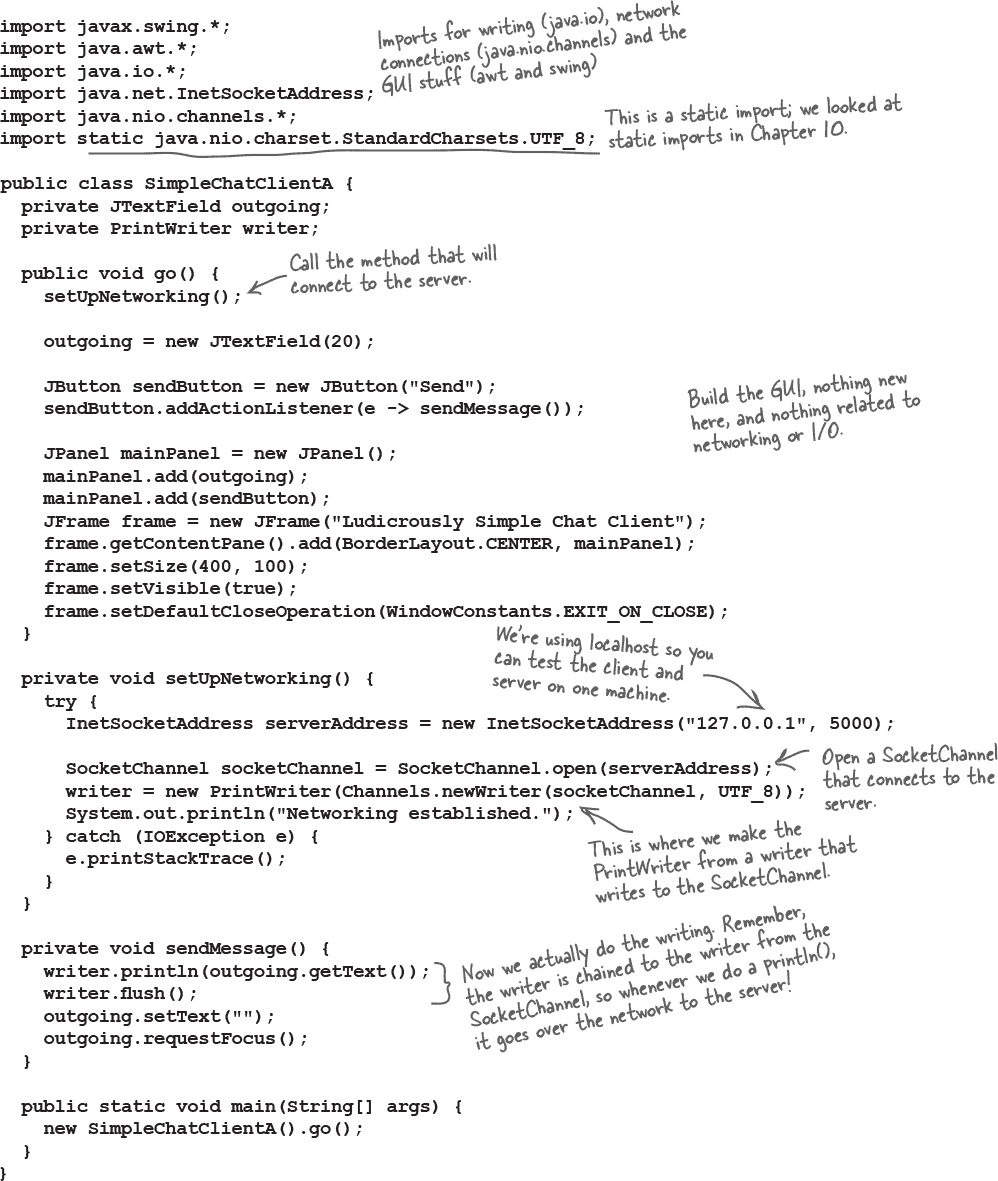 import javax.swing.*;
import java.awt.*;
import java.io.*;
import java.net.InetSocketAddress;
import java.nio.channels.*;
import static java.nio.charset.StandardCharsets.UTF_8;
Imports for writing (java.io), network
connections (java.nio.channels) and the
GUI stuff (awt and swing)
This is a static import; we looked at
static imports in Chapter 10.
public class SimpleChatClientA {
  private JTextField outgoing;
  private PrintWriter writer;
  public void go() {
    setUpNetworking();
Call the method that will
connect to the server.
    outgoing = new JTextField(20);
    JButton sendButton = new JButton("Send");
    sendButton.addActionListener(e -> sendMessage());
Build the GUI, nothing new
here, and nothing related to
networking or I/O.
    JPanel mainPanel = new JPanel();
    mainPanel.add(outgoing);
    mainPanel.add(sendButton);
    JFrame frame = new JFrame("Ludicrously Simple Chat Client");
    frame.getContentPane().add(BorderLayout.CENTER, mainPanel);
    frame.setSize(400, 100);
    frame.setVisible(true);
    frame.setDefaultCloseOperation(WindowConstants.EXIT_ON_CLOSE);
  }
We're using localhost so you
can test the client and
server on one machine.
  private void setUpNetworking() {
    try {
      InetSocketAddress serverAddress = new InetSocketAddress("127.0.0.1", 5000);
      SocketChannel socketChannel = SocketChannel.open(serverAddress);
      writer = new PrintWriter(Channels.newWriter(socketChannel, UTF_8));
      System.out.println("Networking established.");
Open a SocketChannel
that connects to the
server.
    } catch (IOException e) {
      e.printStackTrace();
    }
  }
This is where we make the
PrintWriter from a writer that
writes to the SocketChannel.
  private void sendMessage() {
    writer.println(outgoing.getText());
    writer.flush();
    outgoing.setText("");
    outgoing.requestFocus();
  }
Now we actually do the writing. Remember,
the writer is chained to the writer from the
SocketChannel, so whenever we do a println(),
it goes over the network to the server!
  public static void main(String[] args) {
    new SimpleChatClientA().go();
  }
}